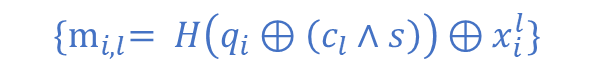 {m_{i,l}= H(q_i ⊕ (c_l ∧ s)) ⊕ x_i^l}